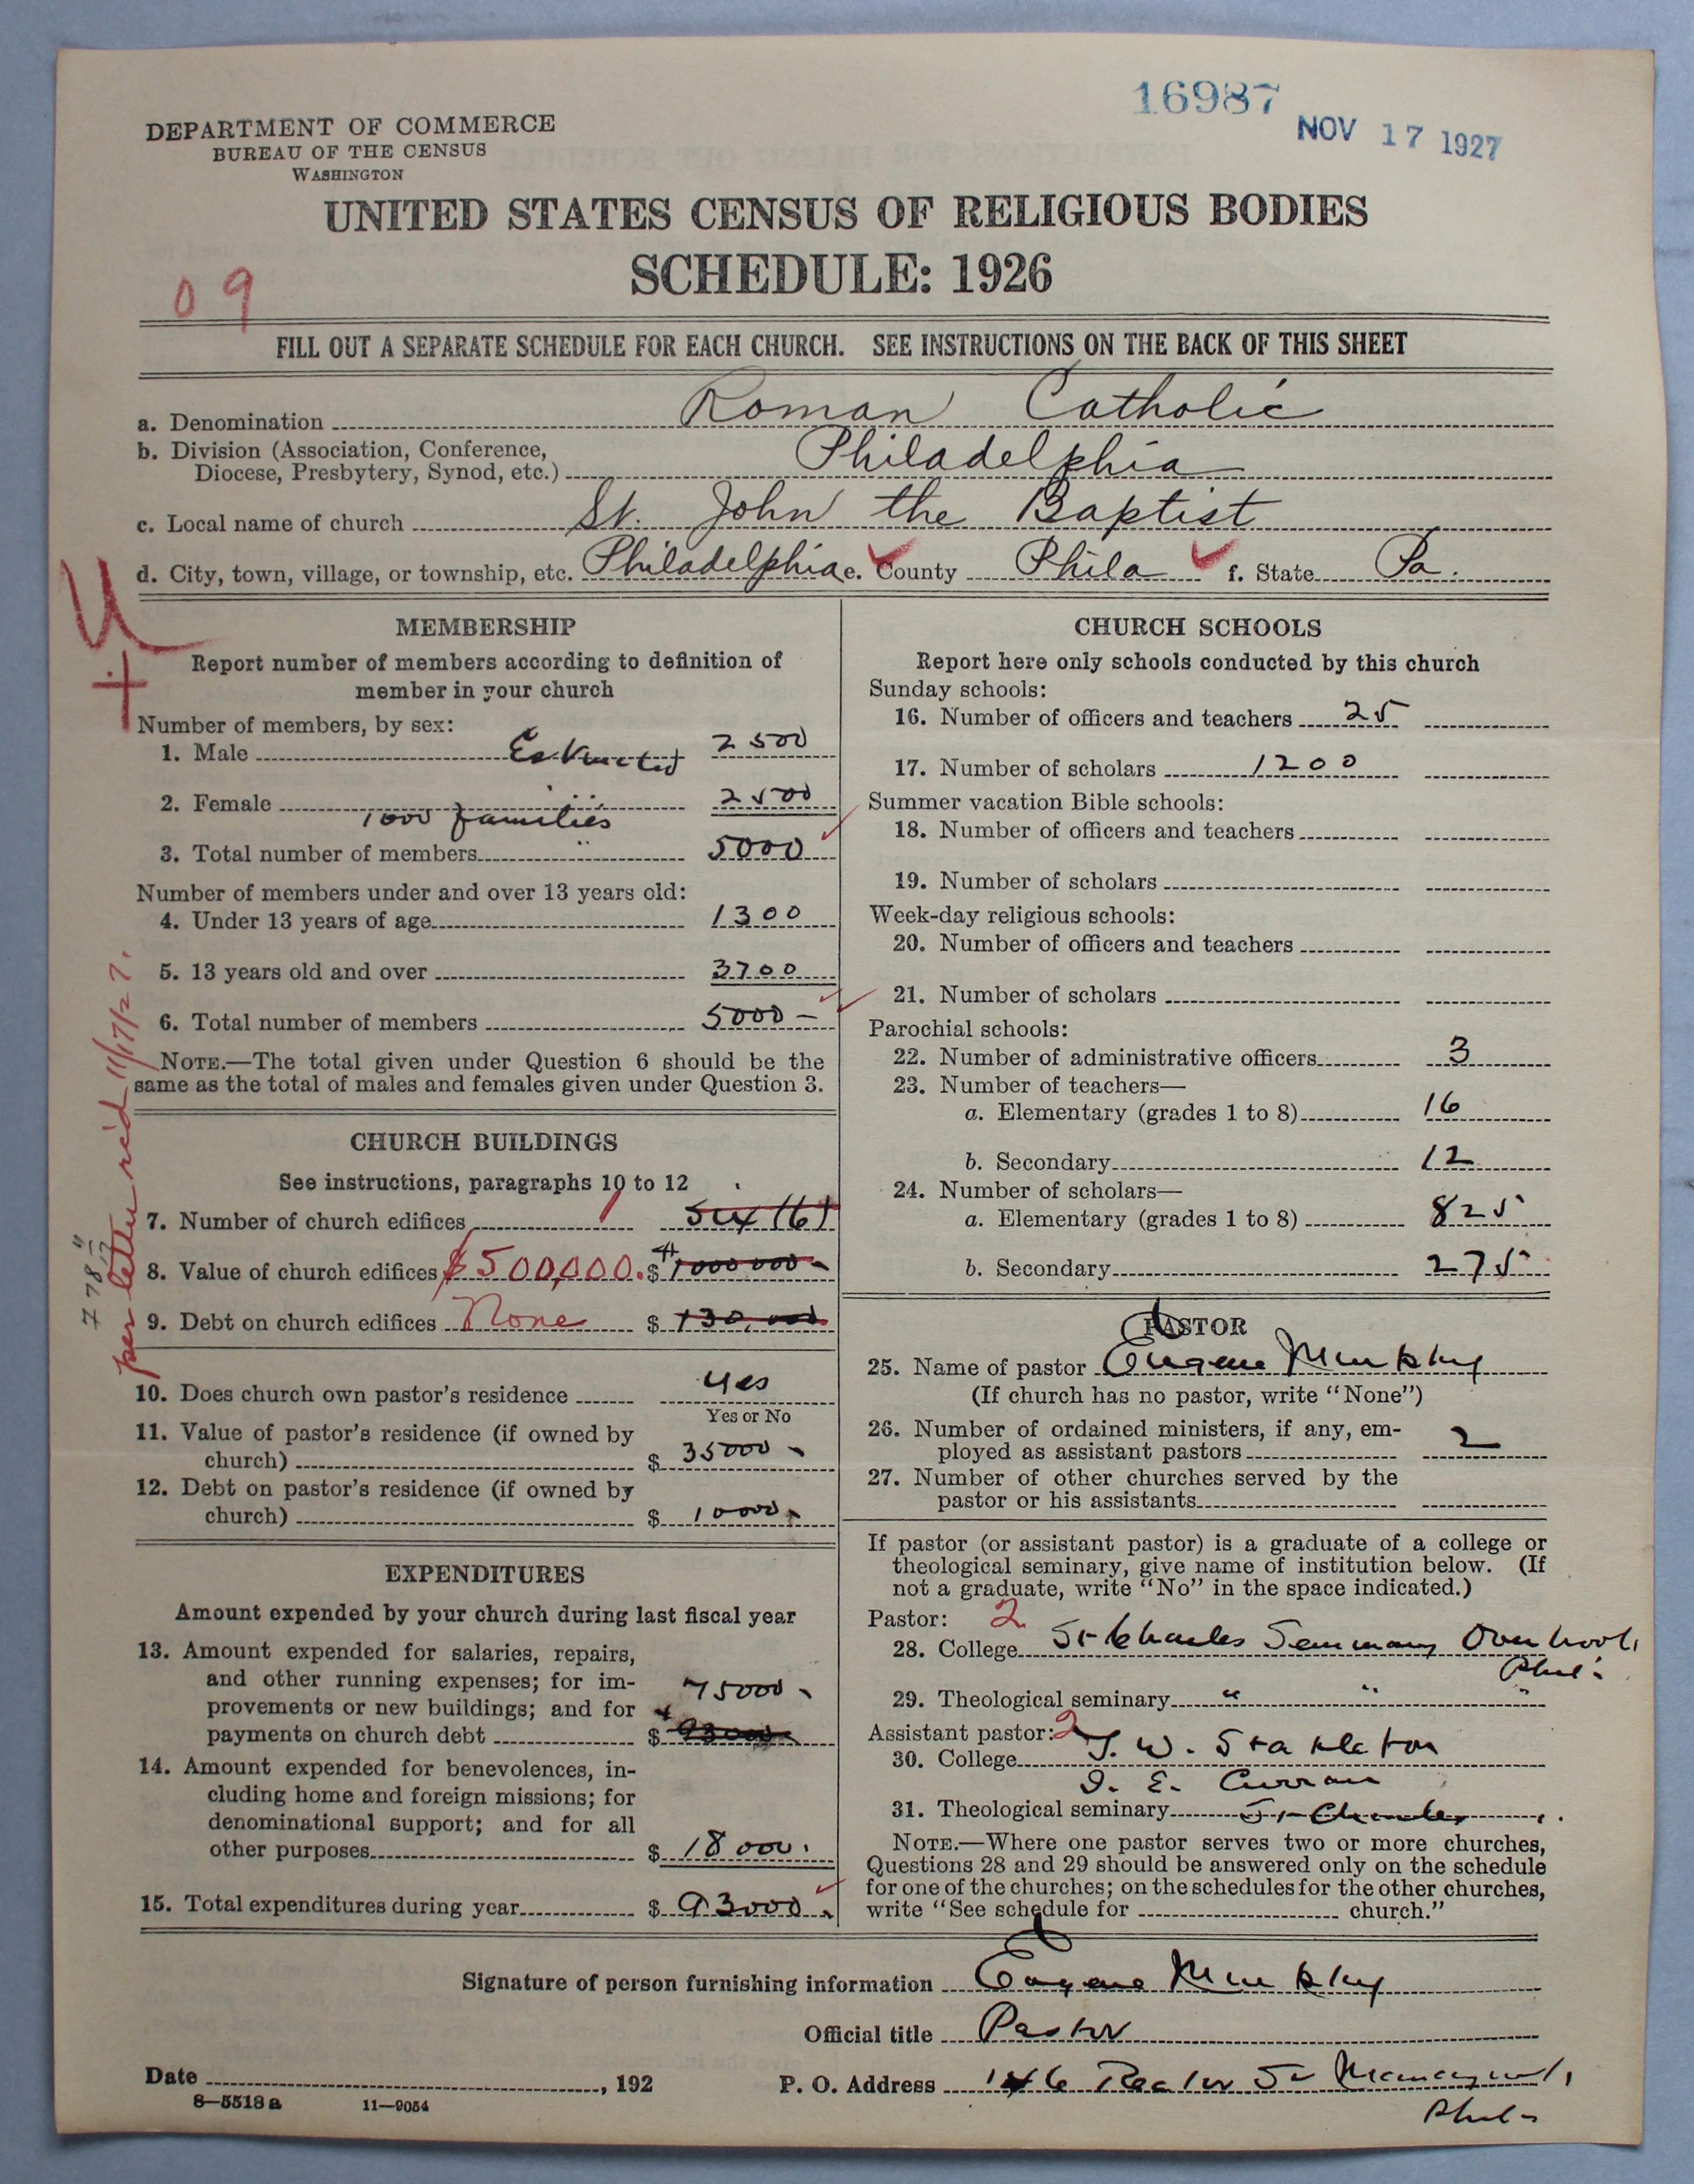 16987
NOV 17 1927
DEPARTMENT OF COMMERCE
BUREAU OF THE CENSUS
WASHINGTON
UNITED STATES CENSUS OF RELIGIOUS BODIES
SCHEDULE: 1926
09
FILL OUT A SEPARATE SCHEDULE FOR EACH CHURCH. SEE INSTRUCTIONS ON THE BACK OF THIS SHEET
a. Denomination Roman Catholic
b. Division (Association, Conference,
Diocese, Presbytery, Synod, etc.) Philadelphia
c. Local name of church St. John the Baptist
d. City, town, village, or township, etc. Philadelphia e. County Phila f. State Pa.
U
MEMBERSHIP
Report number of members according to definition of
member in your church
Number of members, by sex:
1. Male Estimated 2500
2. Female 2500
1000 families
3. Total number of members 5000
Number of members under and over 13 years old:
4. Under 13 years of age 1300
5. 13 years old and over 3700
6. Total number of members 5000 -
NOTE.—The total given under Question 6 should be the
same as the total of males and females given under Question 3.
per letter rec'd 11/17/27.
CHURCH BUILDINGS
See instructions, paragraphs 10 to 12
7. Number of church edifices 1 Six (6)
8. Value of church edifices $500,000. $ 1000000-
9. Debt on church edifices None $ 130,000
10. Does church own pastor's residence yes
Yes or No
11. Value of pastor's residence (if owned by
church) $ 35000 -
12. Debt on pastor's residence (if owned by
church) $ 10000-
EXPENDITURES
Amount expended by your church during last fiscal year
13. Amount expended for salaries, repairs,
and other running expenses; for im-
provements or new buildings; and for 75000 -
payments on church debt $ 93000
14. Amount expended for benevolences, in-
cluding home and foreign missions; for
denominational support; and for all
other purposes $ 18000.
15. Total expenditures during year $ 93000.
CHURCH SCHOOLS
Report here only schools conducted by this church
Sunday schools:
16. Number of officers and teachers 25
17. Number of scholars 1200
Summer vacation Bible schools:
18. Number of officers and teachers
19. Number of scholars
Week-day religious schools:
20. Number of officers and teachers
21. Number of scholars
Parochial schools:
22. Number of administrative officers 3
23. Number of teachers—
a. Elementary (grades 1 to 8) 16
b. Secondary 12
24. Number of scholars—
a. Elementary (grades 1 to 8) 825
b. Secondary 275
PASTOR
25. Name of pastor Eugene Murphy
(If church has no pastor, write "None")
26. Number of ordained ministers, if any, em-
ployed as assistant pastors 2
27. Number of other churches served by the
pastor or his assistants
If pastor (or assistant pastor) is a graduate of a college or
theological seminary, give name of institution below. (If
not a graduate, write "No" in the space indicated.)
Pastor: 2
28. College St Charles Seminary Overbrook
Phila
29. Theological seminary " " "
Assistant pastor: 2
30. College T. W. Stapleton
J. E. Curran
31. Theological seminary St Charles
NOTE.—Where one pastor serves two or more churches,
Questions 28 and 29 should be answered only on the schedule
for one of the churches; on the schedules for the other churches,
write "See schedule for church."
Signature of person furnishing information Eugene Murphy
Official title Pastor
Date , 192
P. O. Address 146 Rector St Manayunk
Phila
8—5518 a 11—9054